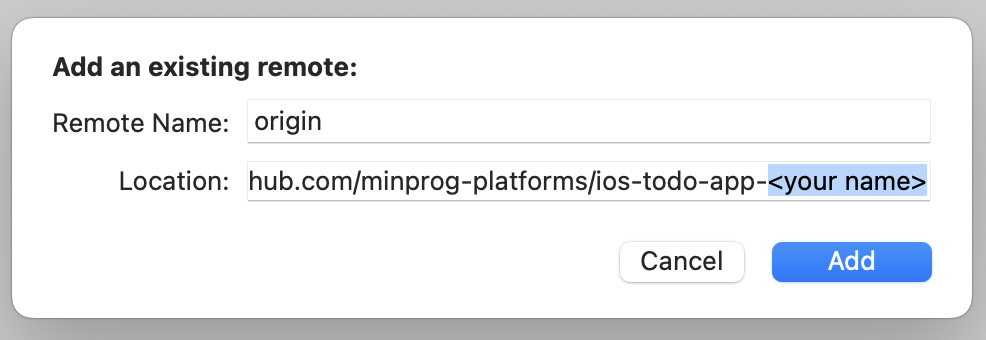 Add an existing remote:
Remote Name: origin
Location: hub.com/minprog-platforms/ios-todo-app-<your name>
Cancel Add